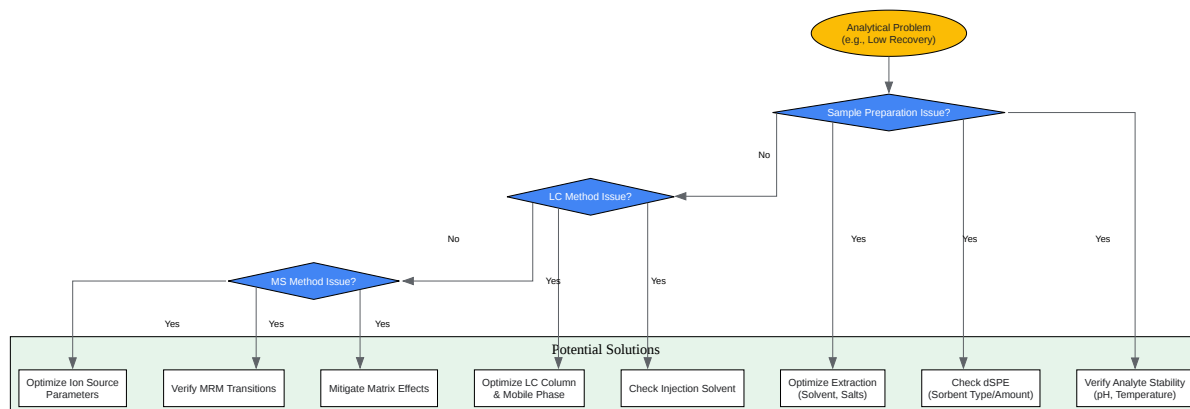 Analytical Problem
(e.g., Low Recovery)
Sample Preparation Issue?
No
LC Method Issue?
No
Yes
Yes
Yes
MS Method Issue?
Yes
Yes
Yes
Yes
Yes
Potential Solutions
Optimize Ion Source
Parameters
Verify MRM Transitions
Mitigate Matrix Effects
Optimize LC Column
& Mobile Phase
Check Injection Solvent
Optimize Extraction
(Solvent, Salts)
Check dSPE
(Sorbent Type/Amount)
Verify Analyte Stability
(pH, Temperature)